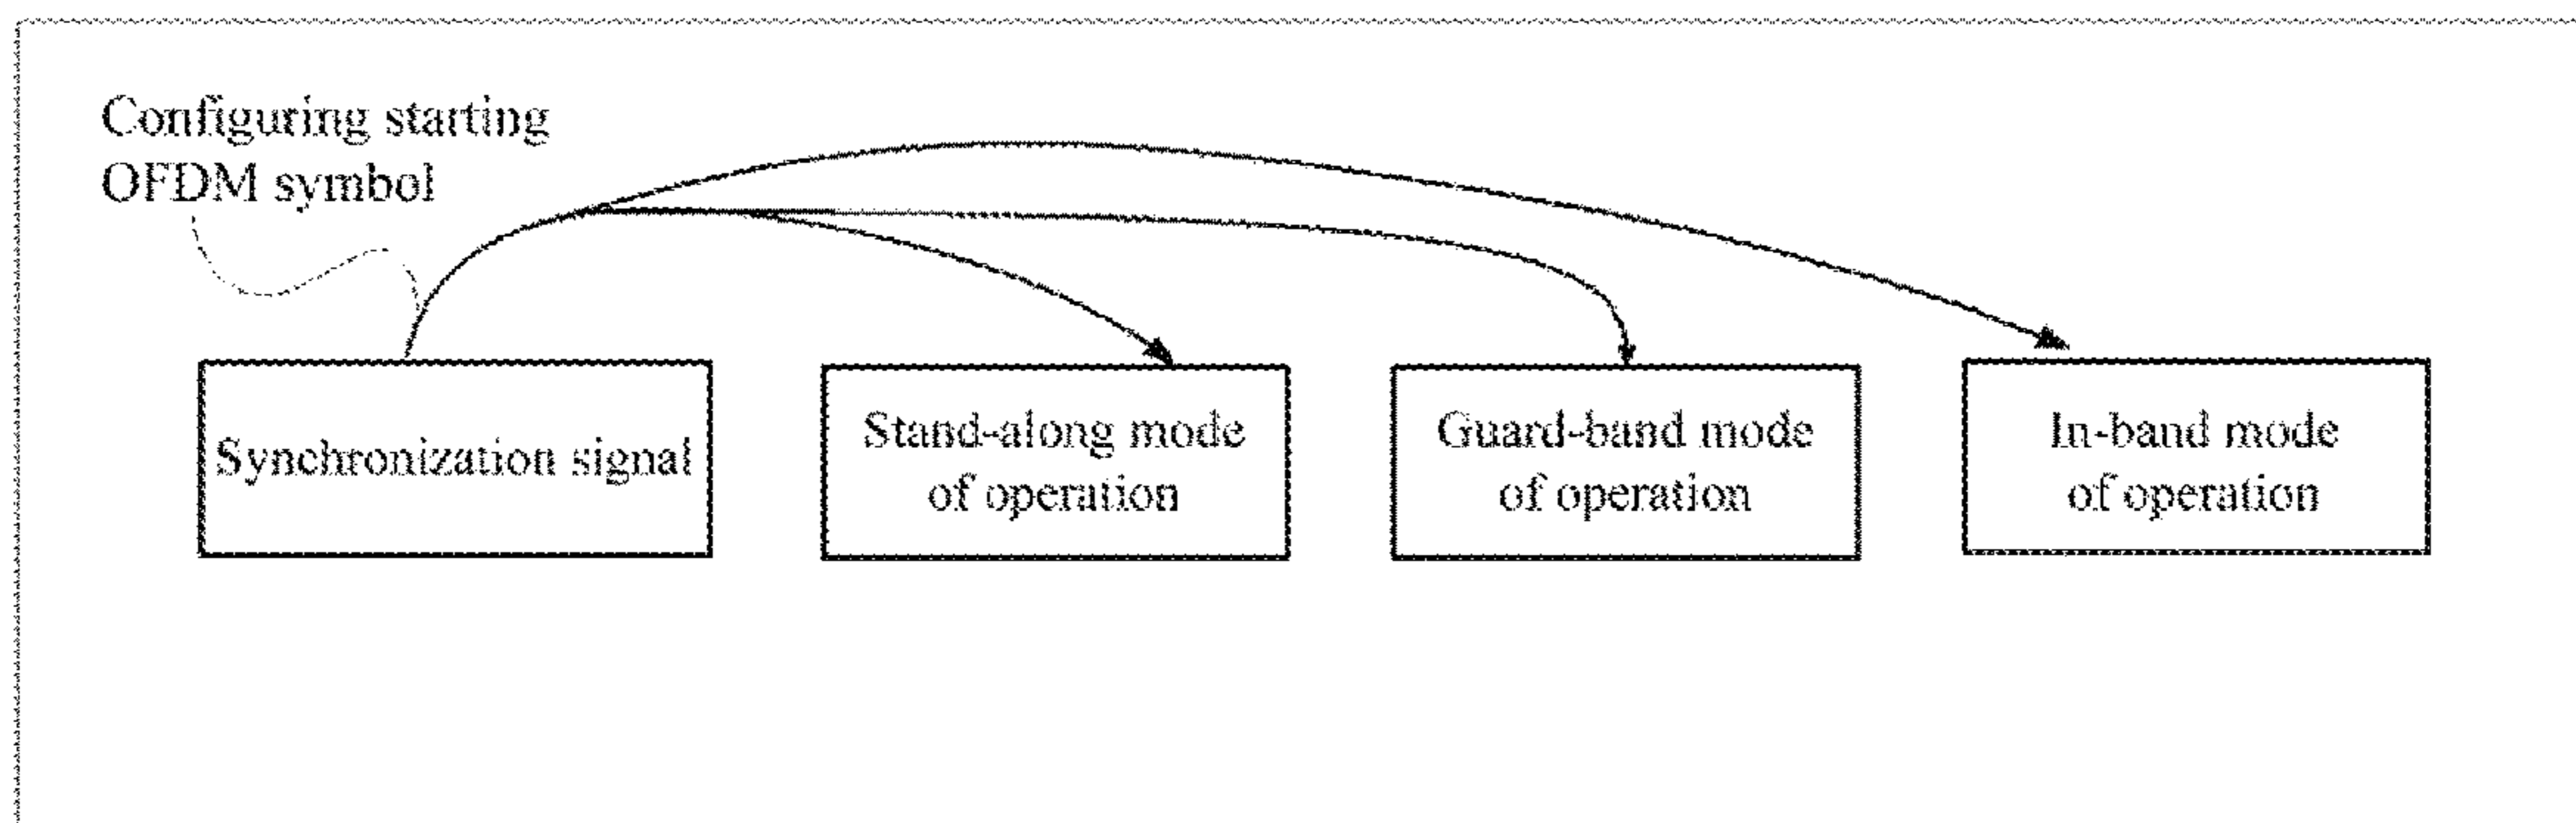 Configuring starting
OFDM symbol
Synchronization signal
Stand-along mode
of operation
Guard-band mode
of operation
In-band mode
of operation